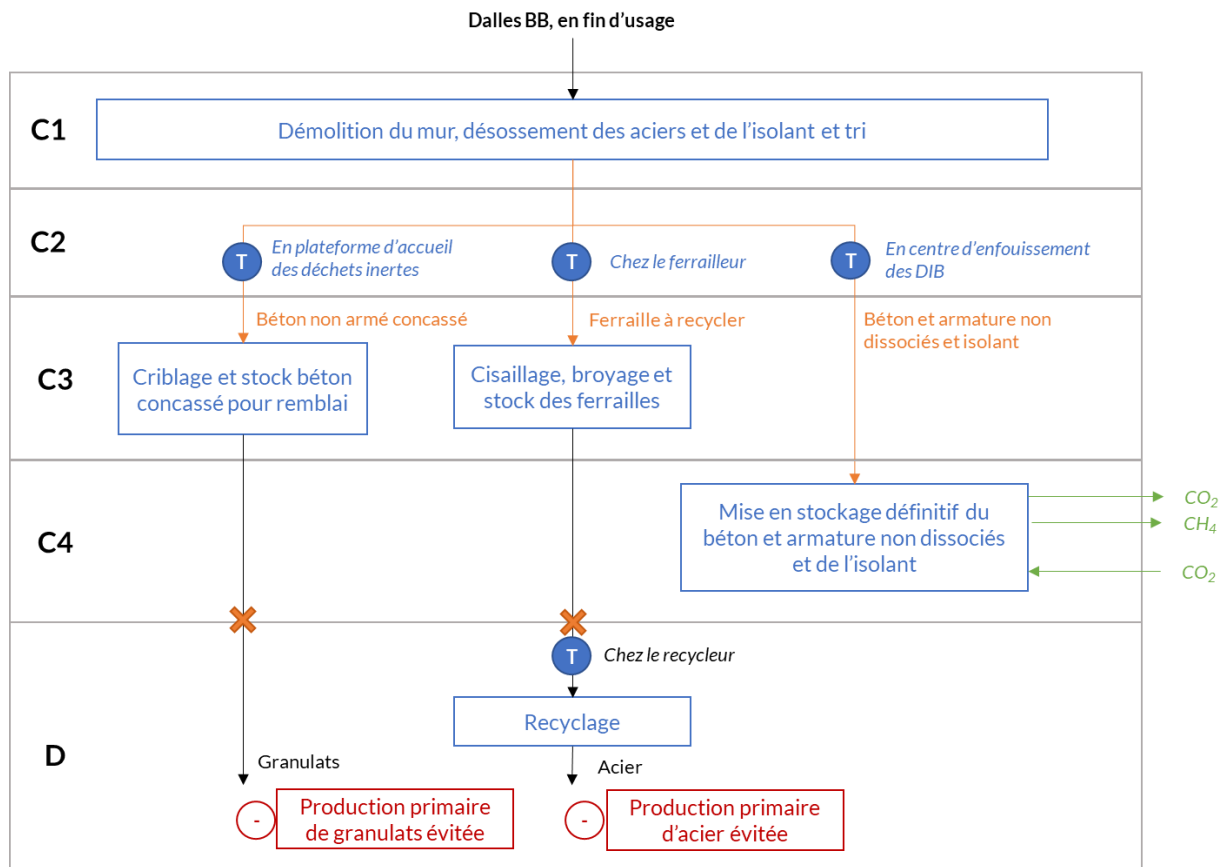 Dalles BB, en fin d’usage
C1
Démolition du mur, désossement des aciers et de l’isolant et tri
C2
T
En plateforme d’accueil
des déchets inertes
T
Chez le ferrailleur
T
En centre d’enfouissement
des DIB
Béton non armé concassé
Ferraille à recycler
Béton et armature non
dissociés et isolant
C3
Criblage et stock béton
concassé pour remblai
Cisaillage, broyage et
stock des ferrailles
C4
Mise en stockage définitif du
béton et armature non dissociés
et de l’isolant
CO₂
CH₄
CO₂
T
Chez le recycleur
Recyclage
D
Granulats
Acier
-
Production primaire
de granulats évitée
-
Production primaire
d’acier évitée